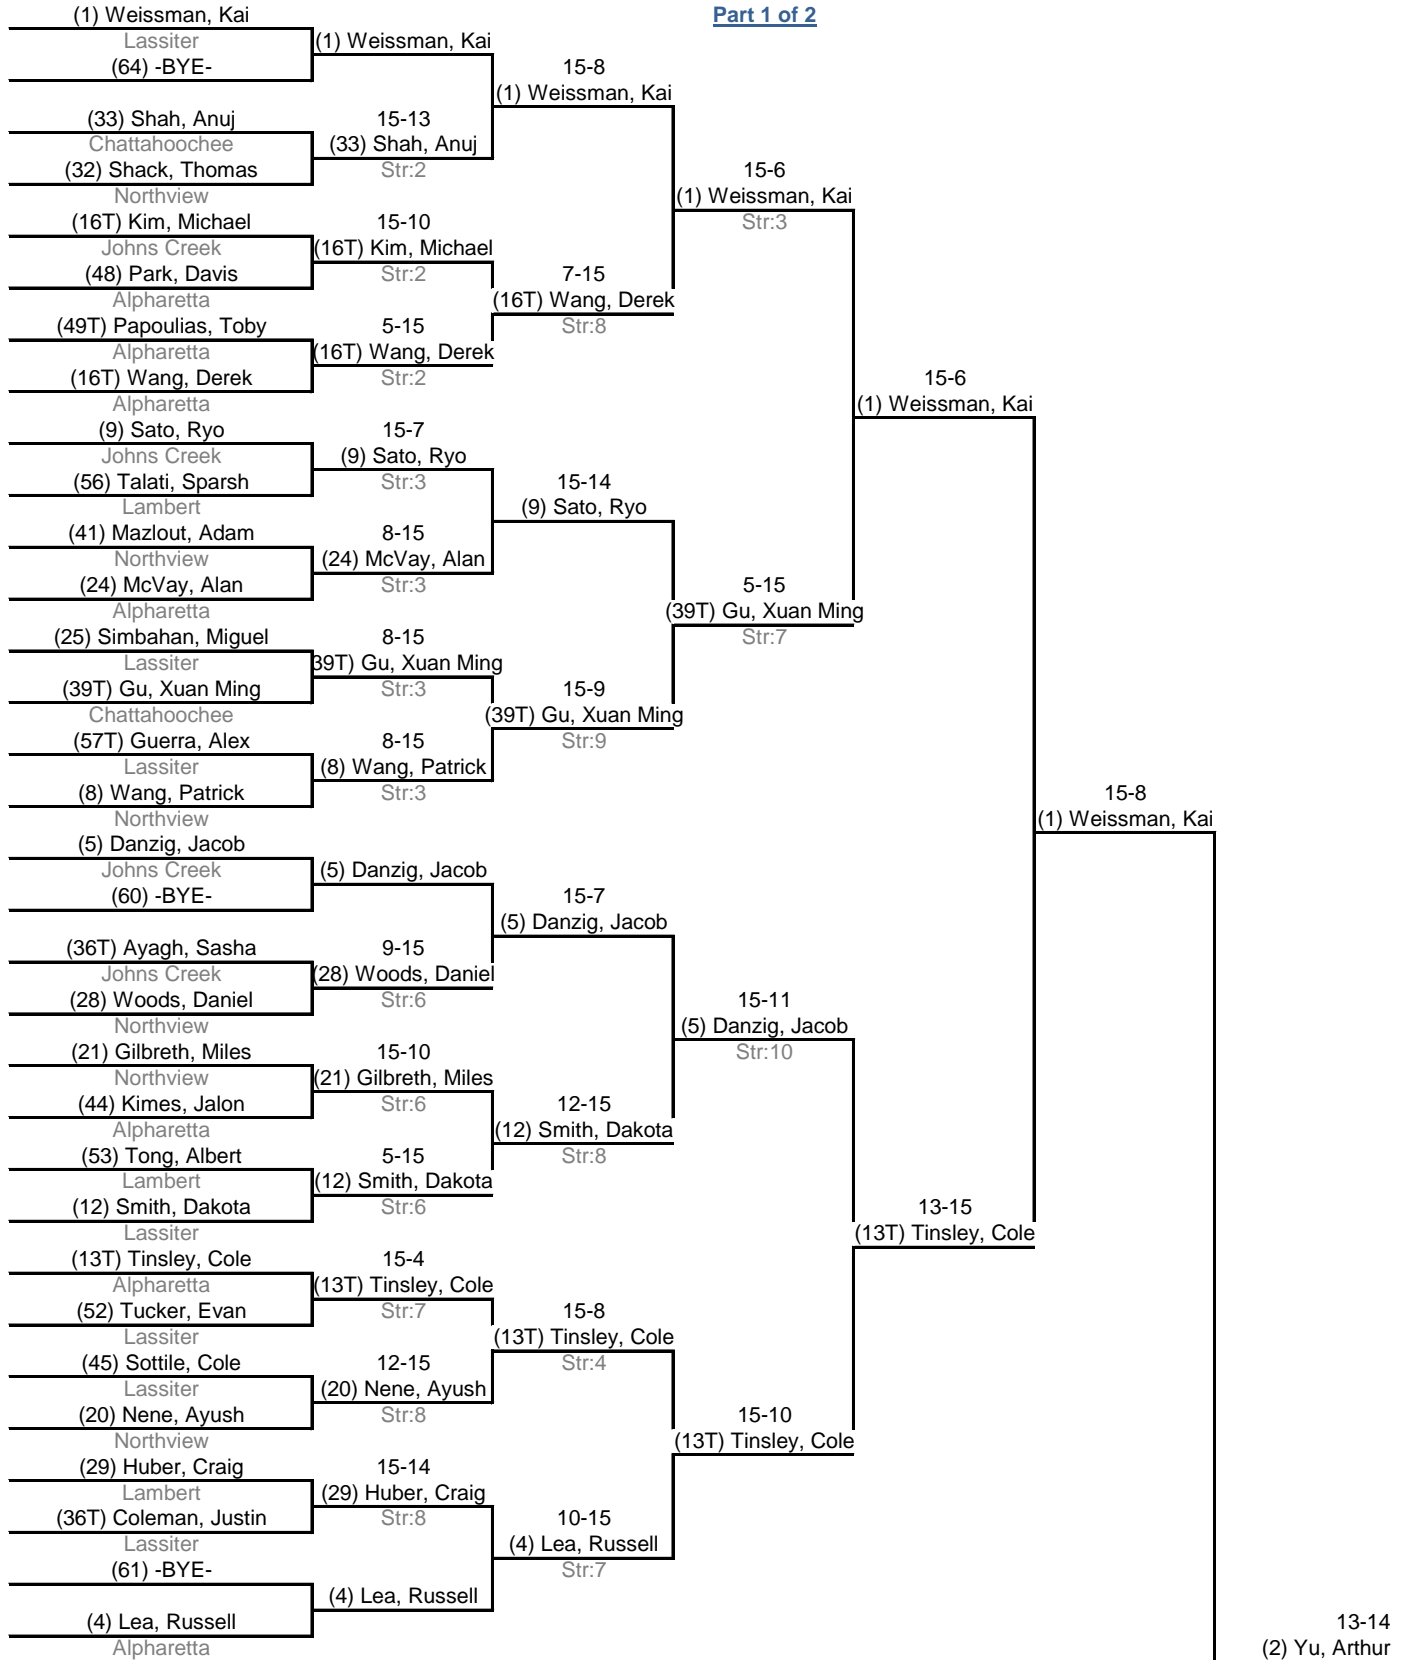 Part 1 of 2
(1) Weissman, Kai
Lassiter
(64) -BYE-
(33) Shah, Anuj
Chattahoochee
(32) Shack, Thomas
Northview
(16T) Kim, Michael
Johns Creek
(48) Park, Davis
Alpharetta
(49T) Papoulias, Toby
Alpharetta
(16T) Wang, Derek
Alpharetta
(9) Sato, Ryo
Johns Creek
(56) Talati, Sparsh
Lambert
(41) Mazlout, Adam
Northview
(24) McVay, Alan
Alpharetta
(25) Simbahan, Miguel
Lassiter
(39T) Gu, Xuan Ming
Chattahoochee
(57T) Guerra, Alex
Lassiter
(8) Wang, Patrick
Northview
(5) Danzig, Jacob
Johns Creek
(60) -BYE-
(36T) Ayagh, Sasha
Johns Creek
(28) Woods, Daniel
Northview
(21) Gilbreth, Miles
Northview
(44) Kimes, Jalon
Alpharetta
(53) Tong, Albert
Lambert
(12) Smith, Dakota
Lassiter
(13T) Tinsley, Cole
Alpharetta
(52) Tucker, Evan
Lassiter
(45) Sottile, Cole
Lassiter
(20) Nene, Ayush
Northview
(29) Huber, Craig
Lambert
(36T) Coleman, Justin
Lassiter
(61) -BYE-
(4) Lea, Russell
Alpharetta
(1) Weissman, Kai
15-13
(33) Shah, Anuj
Str:2
15-10
(16T) Kim, Michael
Str:2
5-15
(16T) Wang, Derek
Str:2
15-7
(9) Sato, Ryo
Str:3
8-15
(24) McVay, Alan
Str:3
8-15
39T) Gu, Xuan Ming
Str:3
8-15
(8) Wang, Patrick
Str:3
(5) Danzig, Jacob
9-15
(28) Woods, Daniel
Str:6
15-10
(21) Gilbreth, Miles
Str:6
5-15
(12) Smith, Dakota
Str:6
15-4
(13T) Tinsley, Cole
Str:7
12-15
(20) Nene, Ayush
Str:8
15-14
(29) Huber, Craig
Str:8
(4) Lea, Russell
15-8
(1) Weissman, Kai
7-15
(16T) Wang, Derek
Str:8
15-14
(9) Sato, Ryo
15-9
(39T) Gu, Xuan Ming
Str:9
15-7
(5) Danzig, Jacob
12-15
(12) Smith, Dakota
Str:8
15-8
(13T) Tinsley, Cole
Str:4
10-15
(4) Lea, Russell
Str:7
15-6
(1) Weissman, Kai
Str:3
5-15
(39T) Gu, Xuan Ming
Str:7
15-11
(5) Danzig, Jacob
Str:10
15-10
(13T) Tinsley, Cole
15-6
(1) Weissman, Kai
13-15
(13T) Tinsley, Cole
15-8
(1) Weissman, Kai
13-14
(2) Yu, Arthur